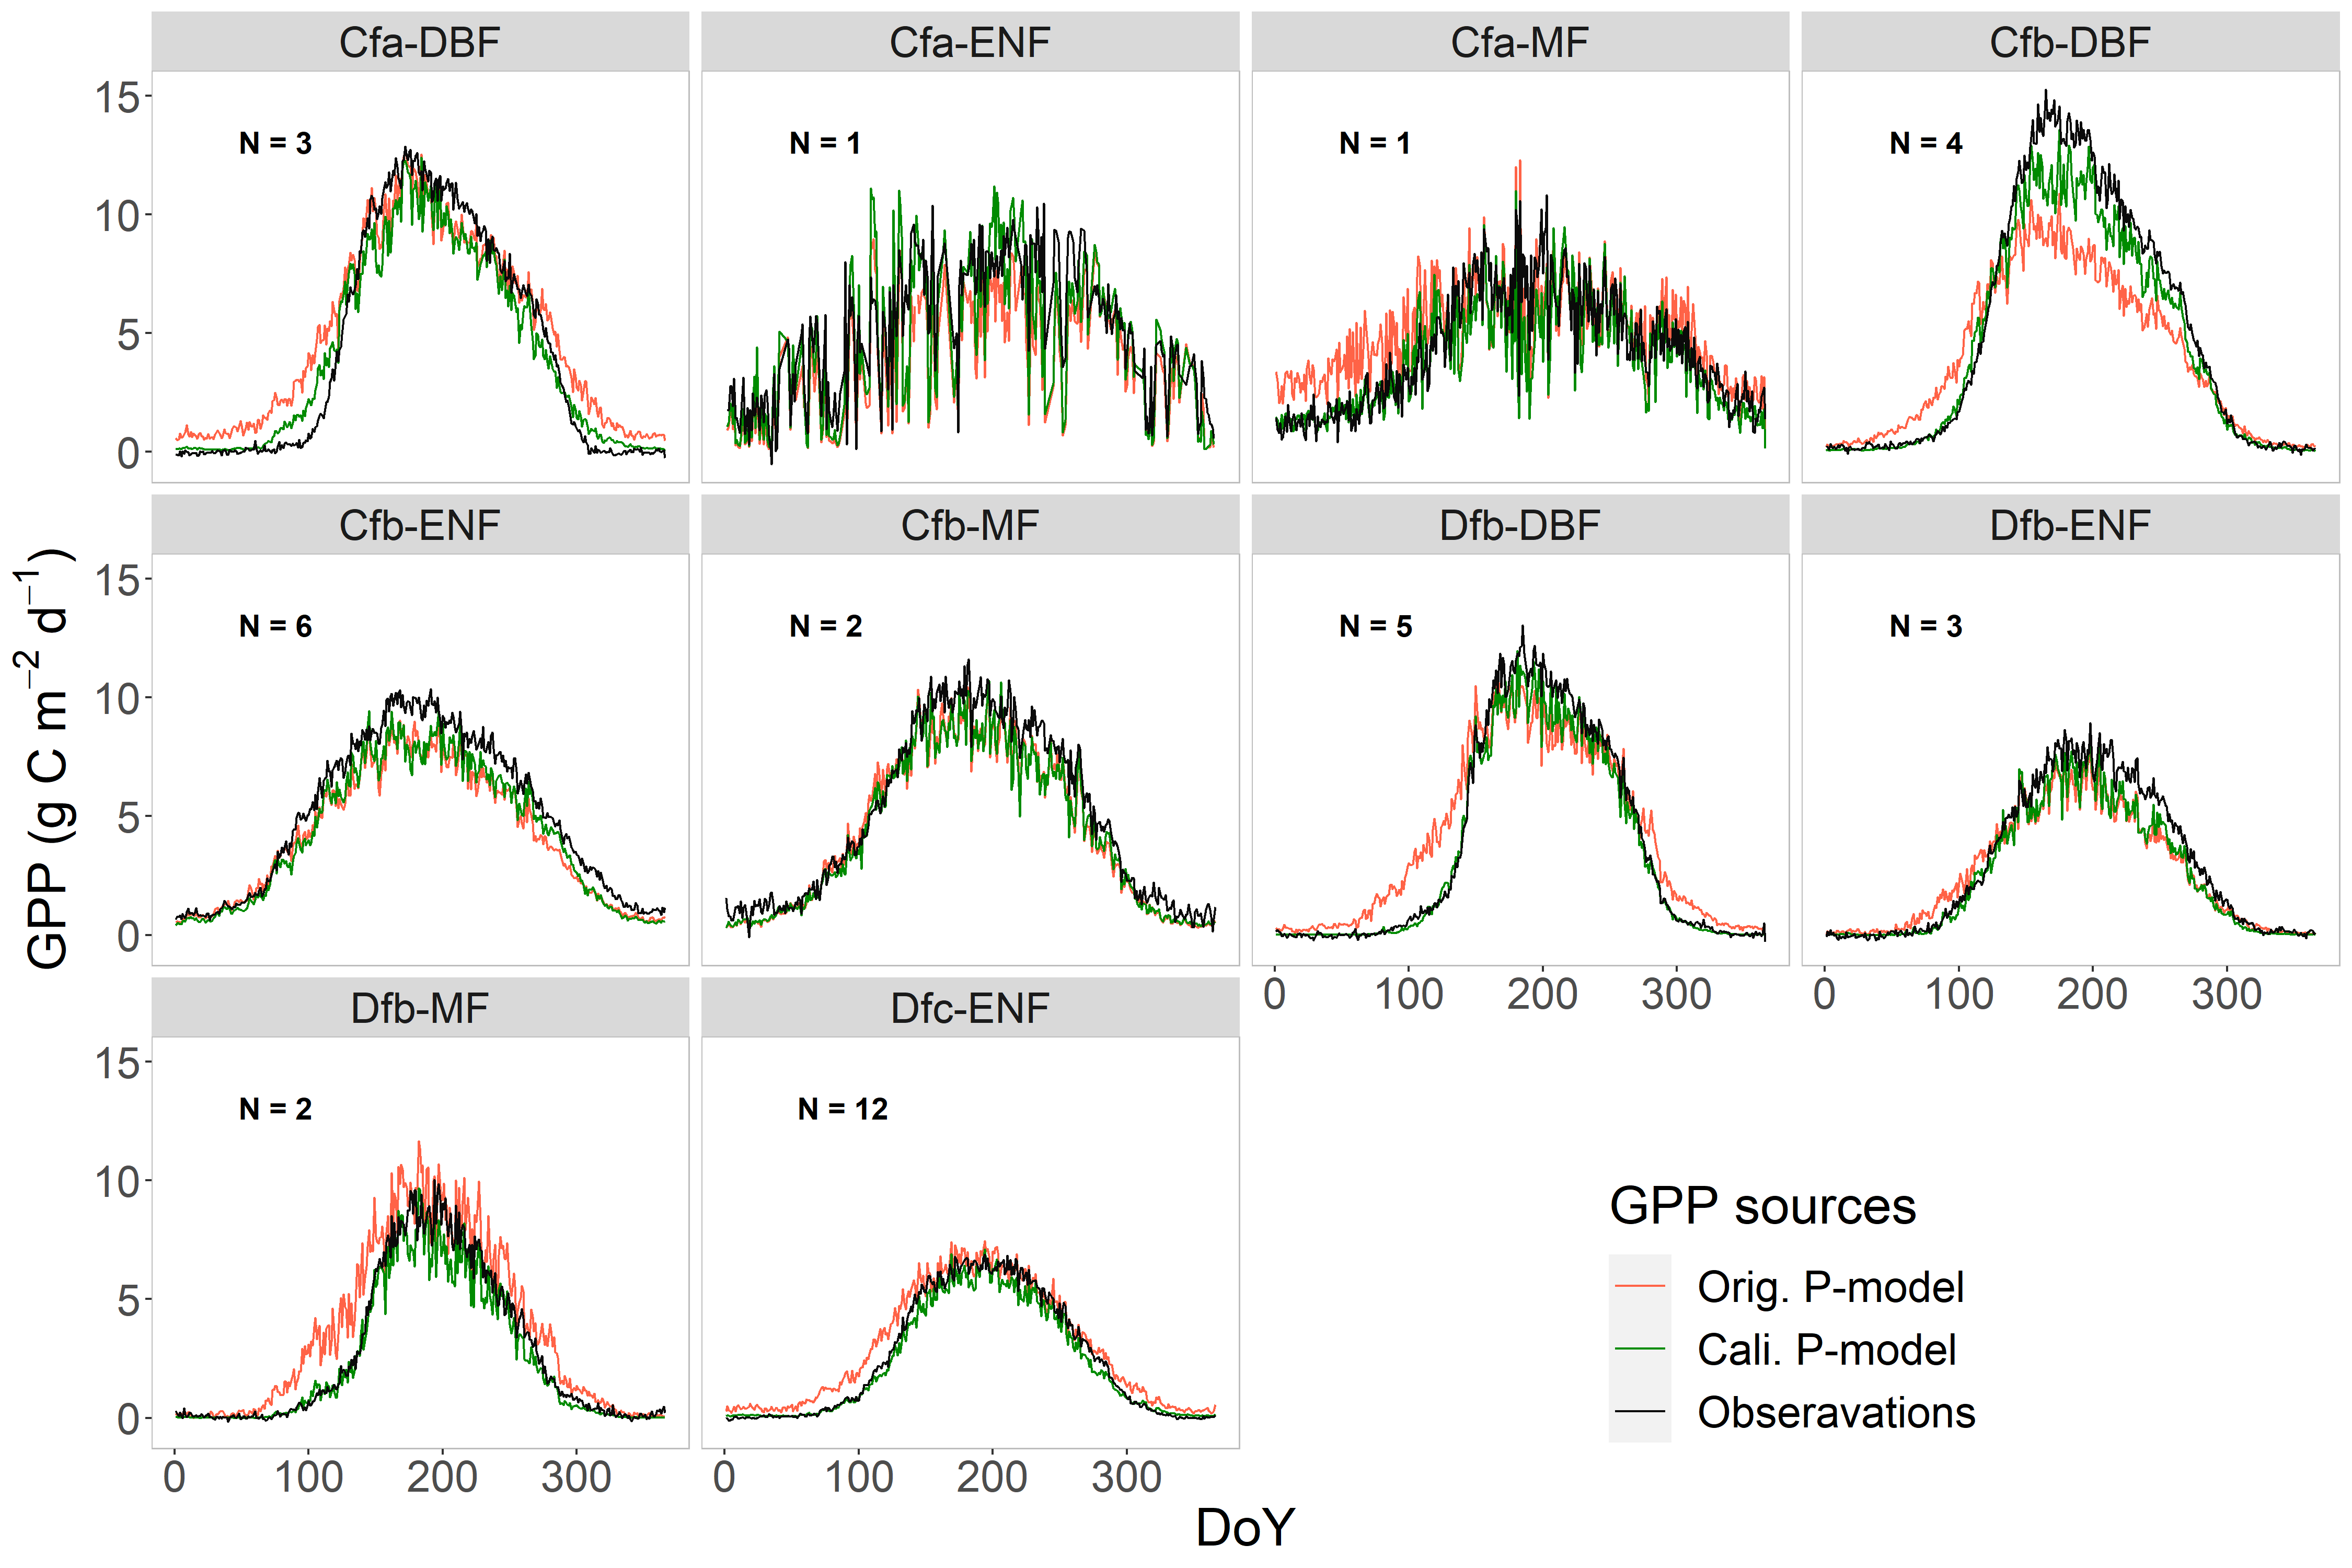 Cfa-DBF
Cfa-ENF
Cfa-MF
Cfb-DBF
15
10
5
0
N = 3
N = 1
N = 1
N = 4
Cfb-ENF
Cfb-MF
Dfb-DBF
Dfb-ENF
15
10
5
0
N = 6
N = 2
N = 5
N = 3
0 100 200 300
0 100 200 300
GPP (g C m⁻² d⁻¹)
Dfb-MF
Dfc-ENF
15
10
5
0
N = 2
N = 12
0 100 200 300
0 100 200 300
DoY
GPP sources
Orig. P-model
Cali. P-model
Obseravations